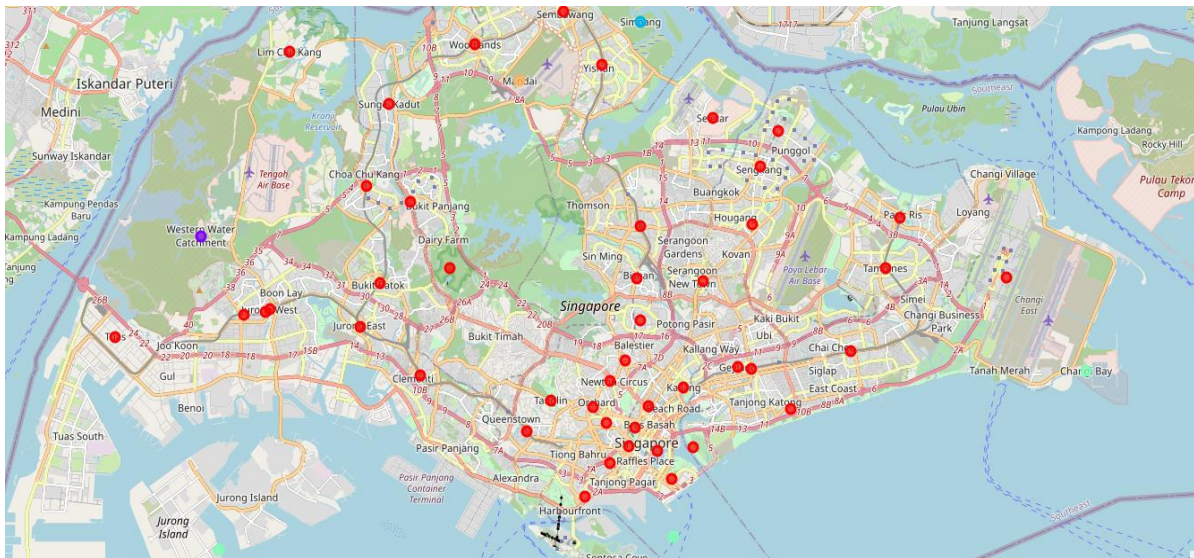 Sembawang
Simpang
1717
Tanjung Langsat
312
311
Lim Chu Kang
10B
Woodlands
Mandai
Yishun
Iskandar Puteri
Medini
Southeast
Pulau Ubin
Kampong Ladang
Rocky Hill
Sungei Kadut
Kranji
Reservoir
Seletar
Punggol
Sunway Iskandar
Tengah
Air Base
Choa Chu Kang
Sengkang
Changi Village
Pulau Tekong
Camp
Kampung Pendas
Baru
Bukit Panjang
Thomson
Buangkok
Loyang
Hougang
Pasir Ris
Kampung Ladang
Tanjung
Western Water
Catchment
Dairy Farm
Sin Ming
Serangoon
Gardens
Kovan
Paya Lebar
Air Base
Tampines
Bukit Batok
Bishan
Serangoon
New Town
Boon Lay
Singapore
Simei
Changi Business
Park
Changi
East
Jurong West
Jurong East
Bukit Timah
Potong Pasir
Kaki Bukit
Ubi
Tuas
Joo Koon
Gul
Balestier
Kallang Way
Chai Chee
Siglap
Tanah Merah
Changi Bay
Clementi
Newton Circus
Geylang
East Coast
Benoi
Tanglin
Orchard
Kallang
Beach Road
Tanjong Katong
Queenstown
Bras Basah
Tuas South
Pasir Panjang
Tiong Bahru
Singapore
Raffles Place
Pasir Panjang
Container
Terminal
Alexandra
Tanjong Pagar
Jurong Island
Harbourfront
Jurong
Island
Sentosa Cove
Southeast